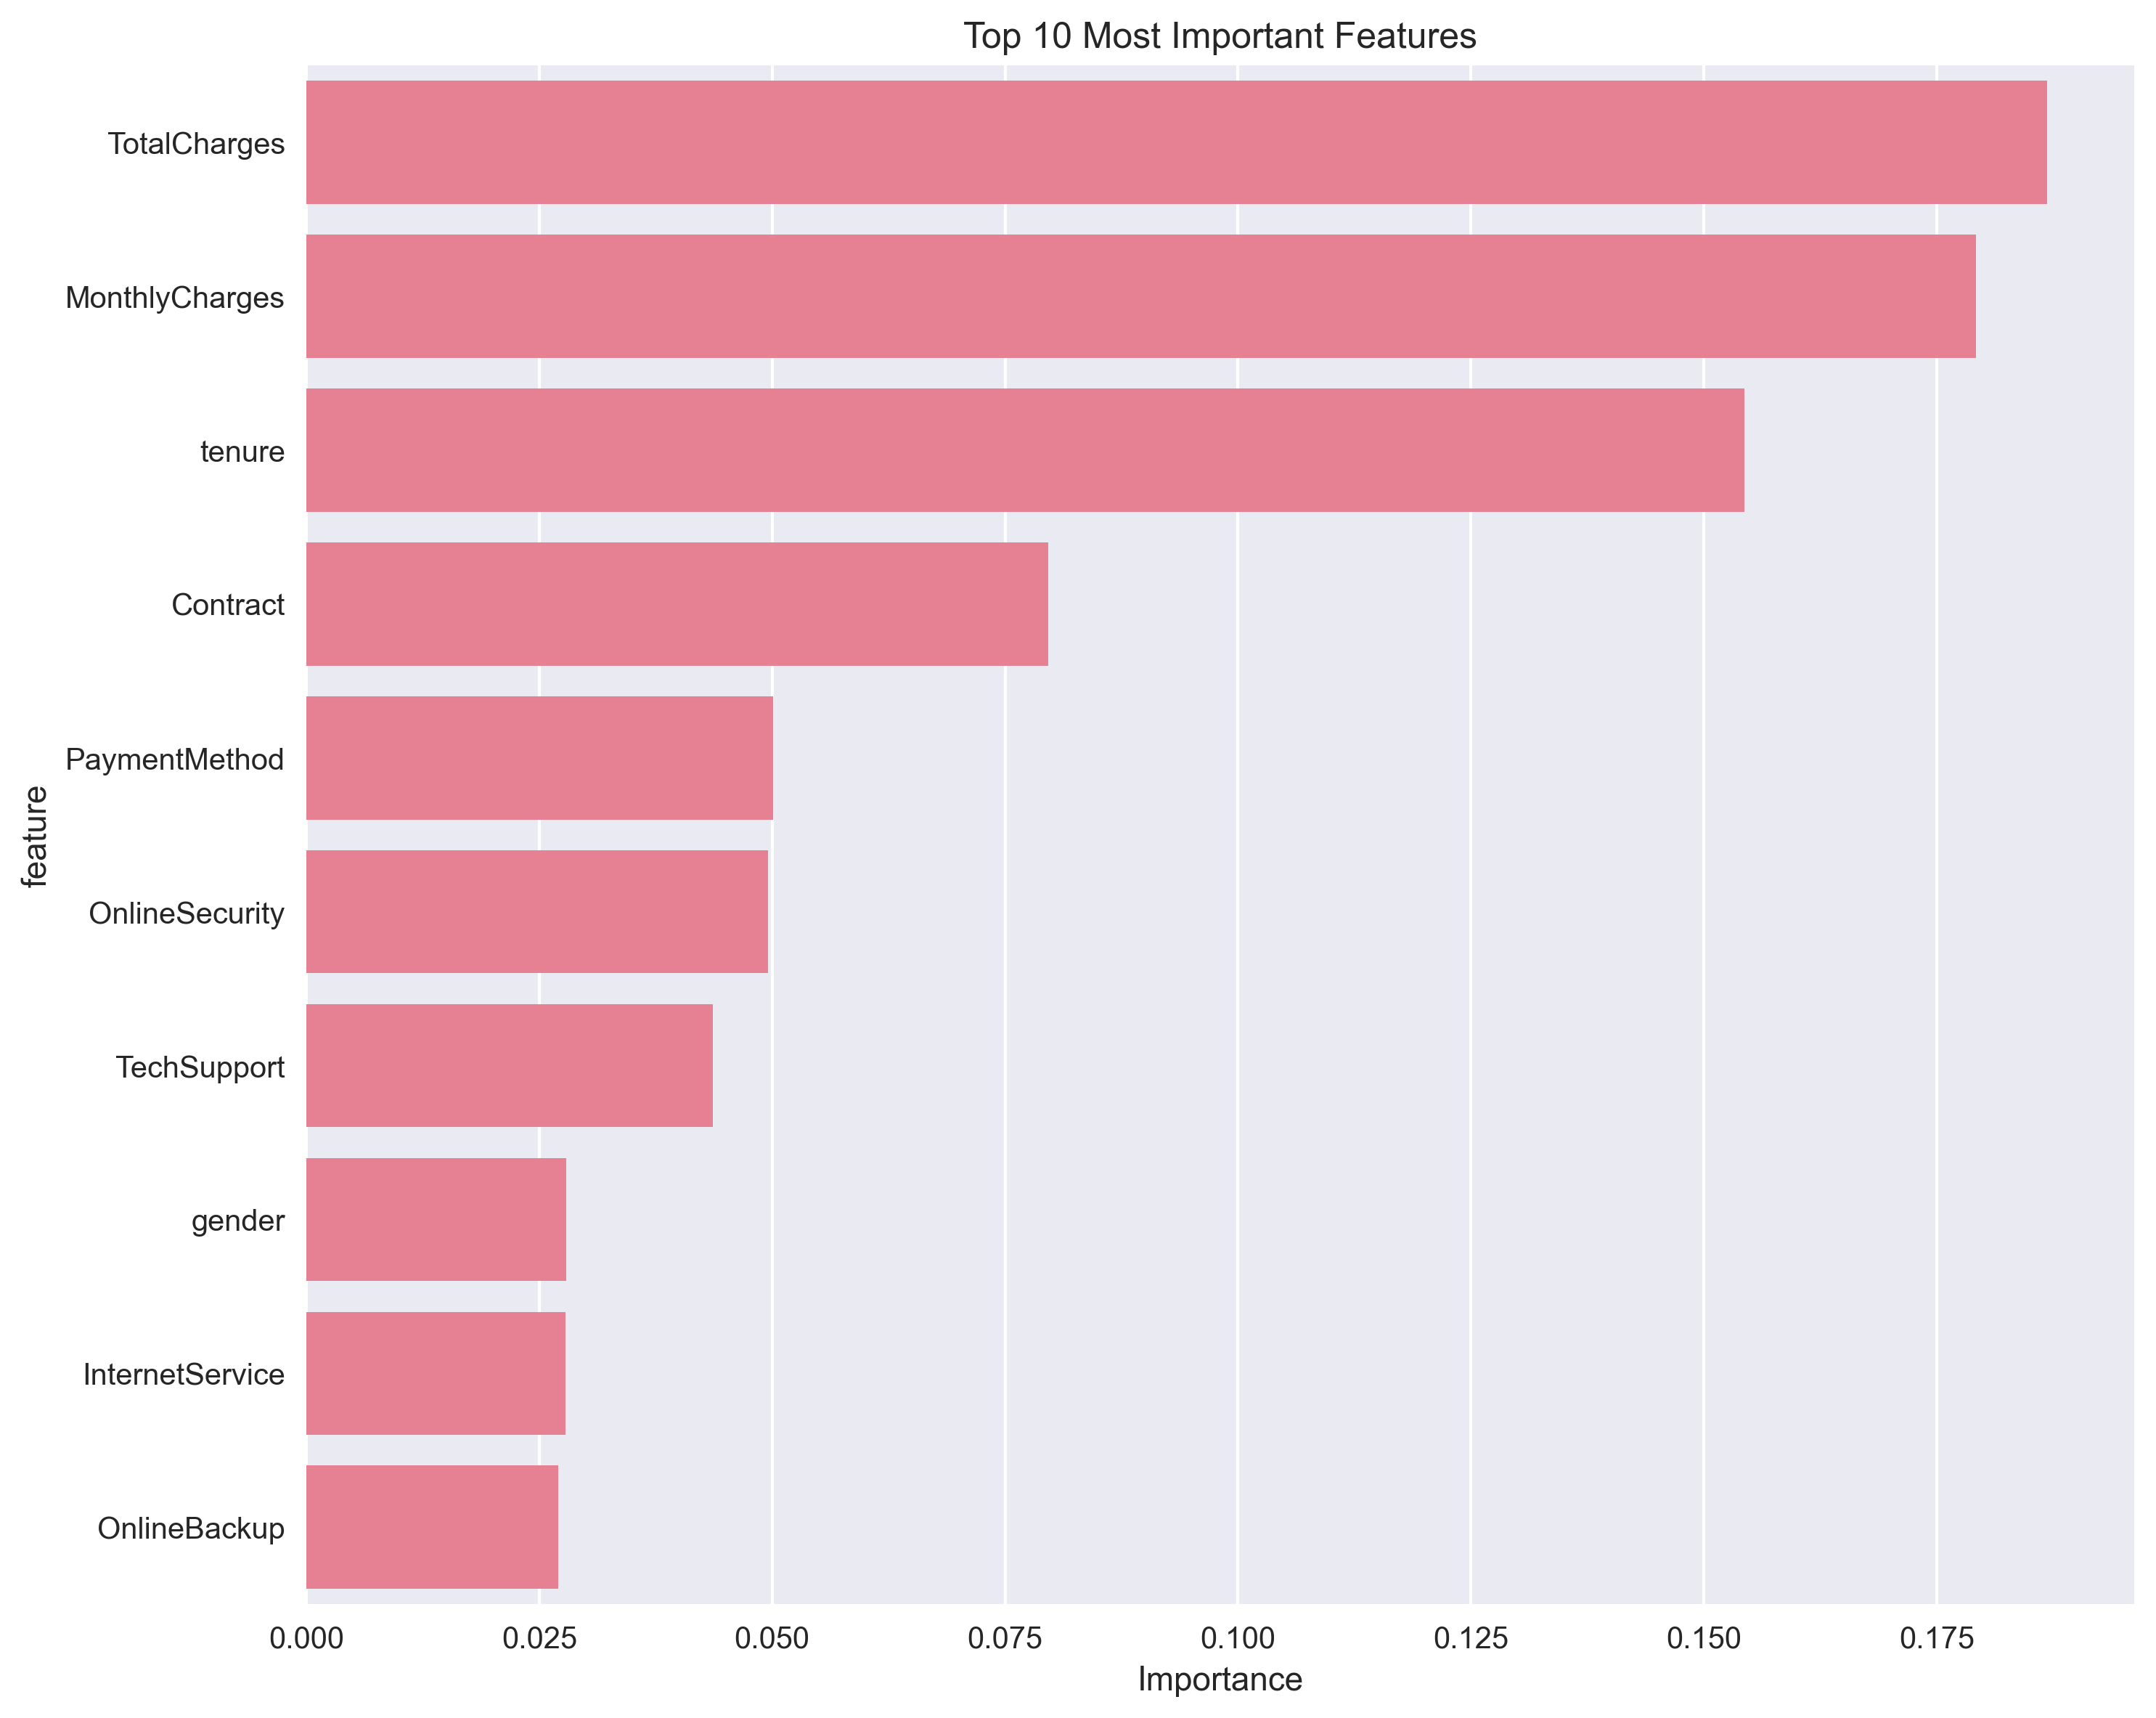 Top 10 Most Important Features
TotalCharges
MonthlyCharges
tenure
Contract
PaymentMethod
OnlineSecurity
TechSupport
gender
InternetService
OnlineBackup
feature
0.000 0.025 0.050 0.075 0.100 0.125 0.150 0.175
Importance